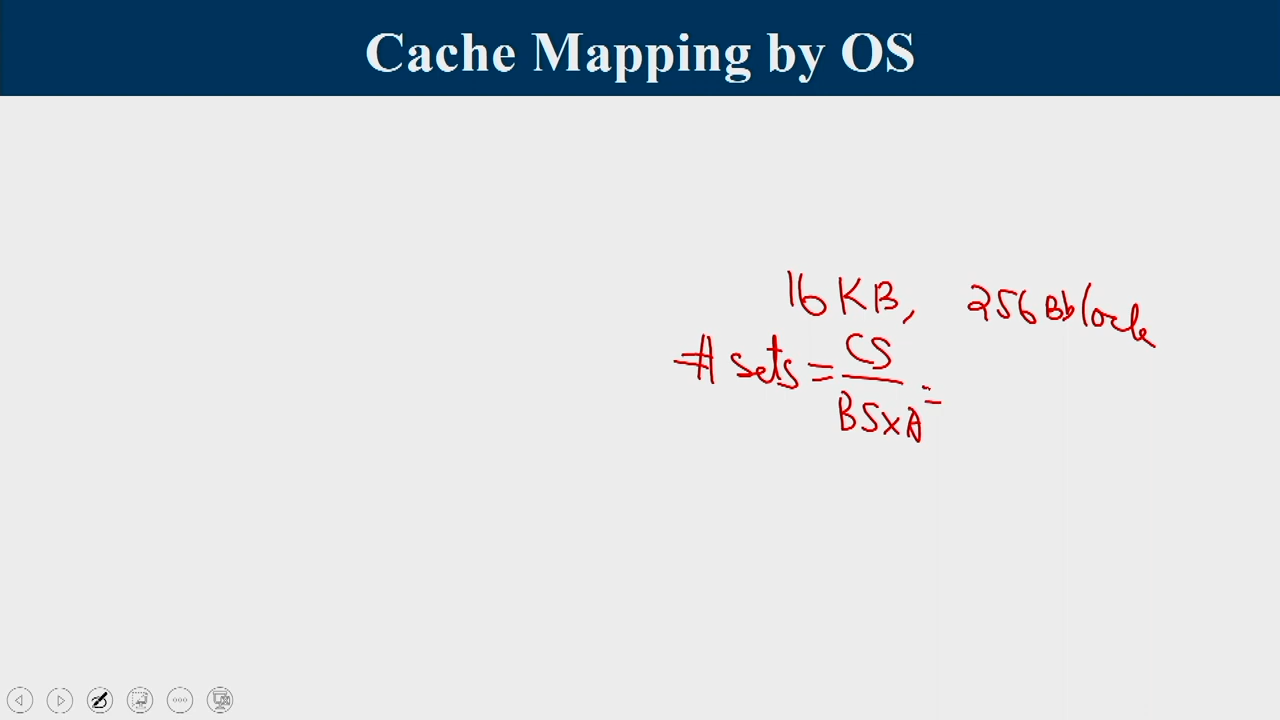 Cache Mapping by OS
16 KB, 256 B block
# sets = CS / BS x A =